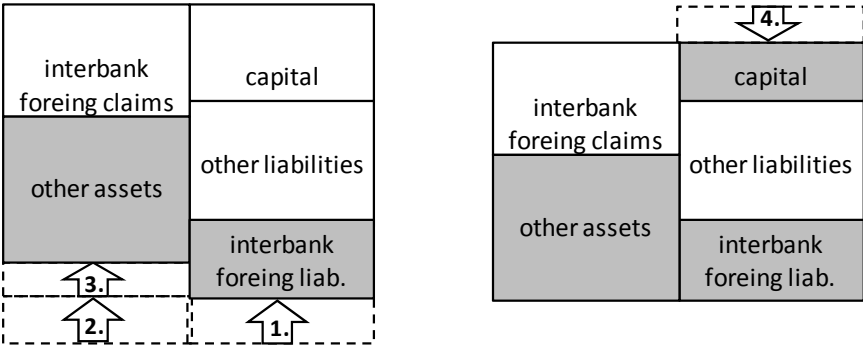 interbank
foreing claims
capital
other assets
other liabilities
interbank
foreing liab.
3.
2.
1.
4.
capital
interbank
foreing claims
other liabilities
other assets
interbank
foreing liab.